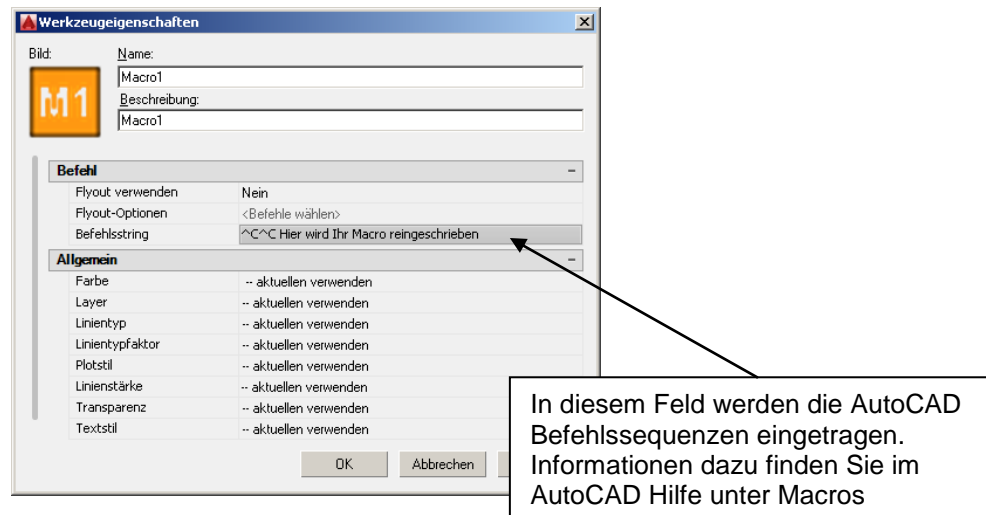 Werkzeugeigenschaften
Bild:
Name:
M1
Macro1
Beschreibung:
Macro1
Befehl
Flyout verwenden Nein
Flyout-Optionen <Befehle wählen>
Befehlsstring ^C^C Hier wird Ihr Macro reingeschrieben
Allgemein
Farbe -- aktuellen verwenden
Layer -- aktuellen verwenden
Linientyp -- aktuellen verwenden
Linientypfaktor -- aktuellen verwenden
Plotstil -- aktuellen verwenden
Linienstärke -- aktuellen verwenden
Transparenz -- aktuellen verwenden
Textstil -- aktuellen verwenden
OK Abbrechen
In diesem Feld werden die AutoCAD
Befehlssequenzen eingetragen.
Informationen dazu finden Sie im
AutoCAD Hilfe unter Macros